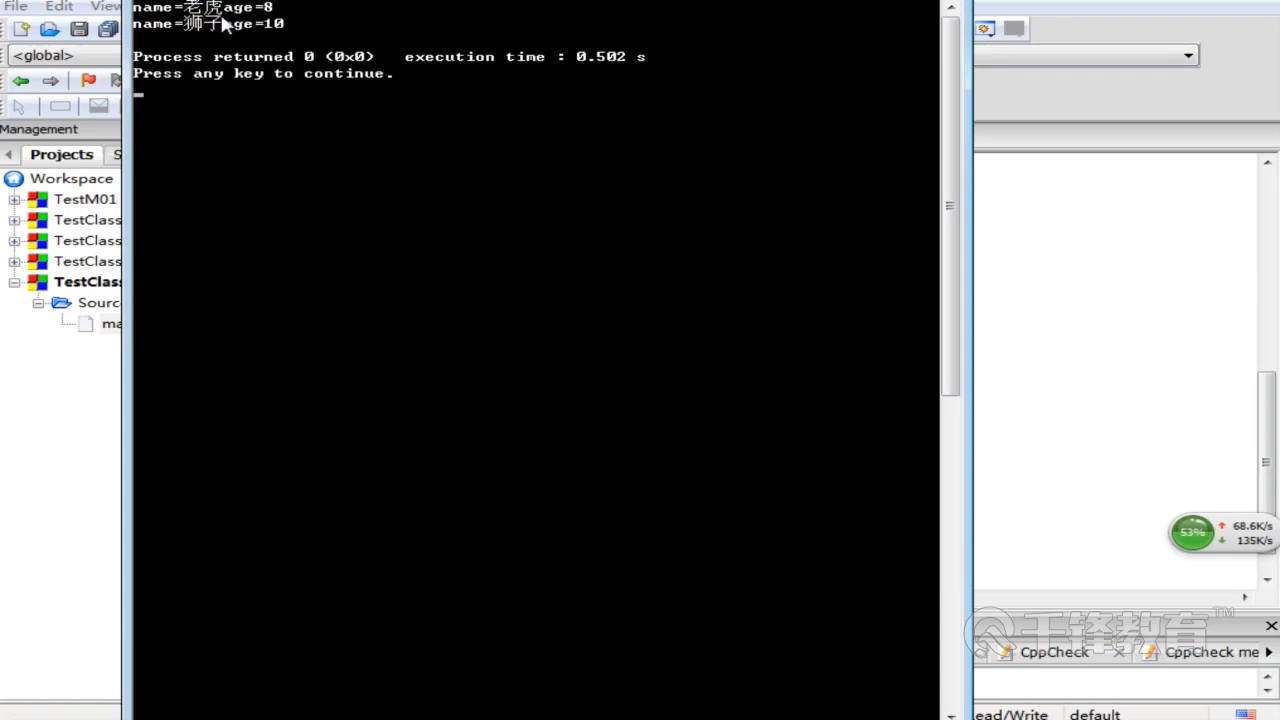 File Edit View
name=老虎age=8
name=狮子age=10
<global>
Process returned 0 (0x0) execution time : 0.502 s
Press any key to continue.
Management
Projects S
Workspace
TestM01
TestClass
TestClass
TestClass
TestClass
Sourc
ma
53%
68.6K/s
135K/s
千锋教育™
CppCheck
CppCheck me
ead/Write default